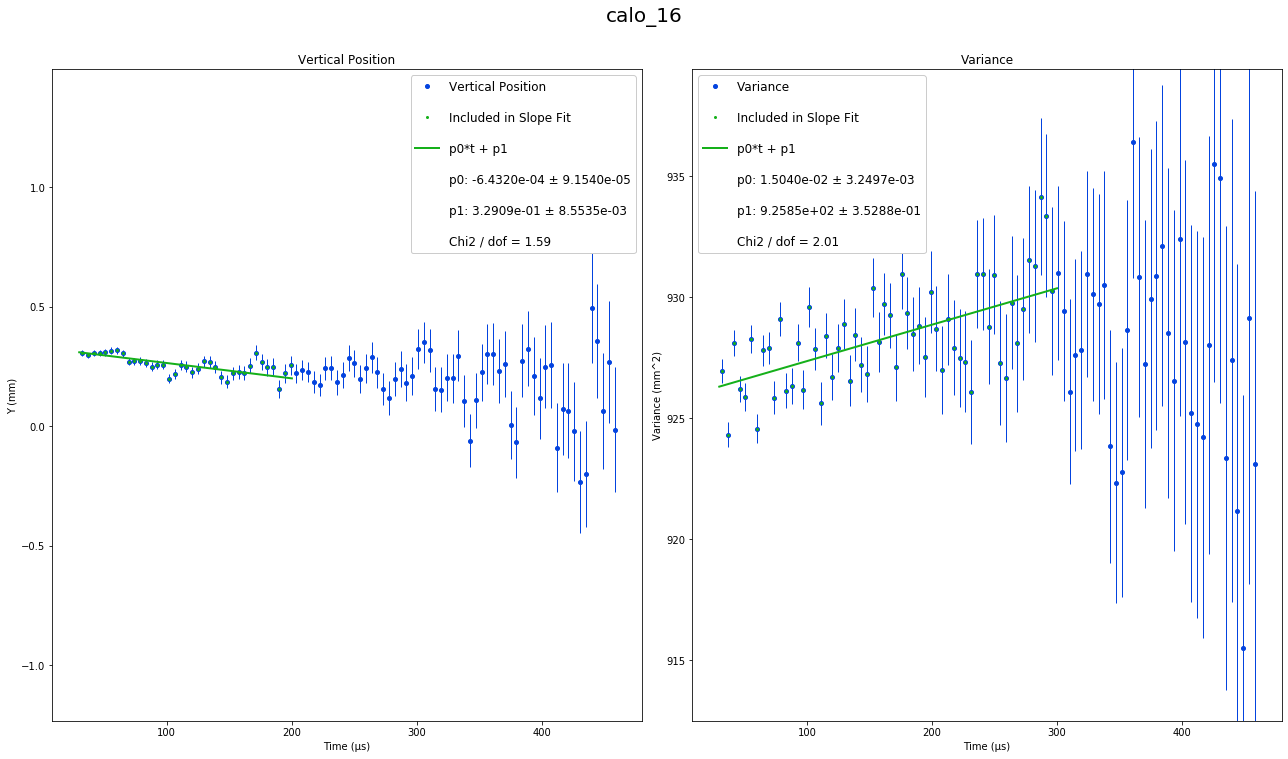 calo_16
Vertical Position
Vertical Position
Included in Slope Fit
p0*t + p1
p0: -6.4320e-04 ± 9.1540e-05
p1: 3.2909e-01 ± 8.5535e-03
Chi2 / dof = 1.59
1.0
0.5
0.0
−0.5
−1.0
Y (mm)
100
200
300
400
Time (µs)
Variance
Variance
Included in Slope Fit
p0*t + p1
p0: 1.5040e-02 ± 3.2497e-03
p1: 9.2585e+02 ± 3.5288e-01
Chi2 / dof = 2.01
935
930
925
920
915
Variance (mm^2)
100
200
300
400
Time (µs)